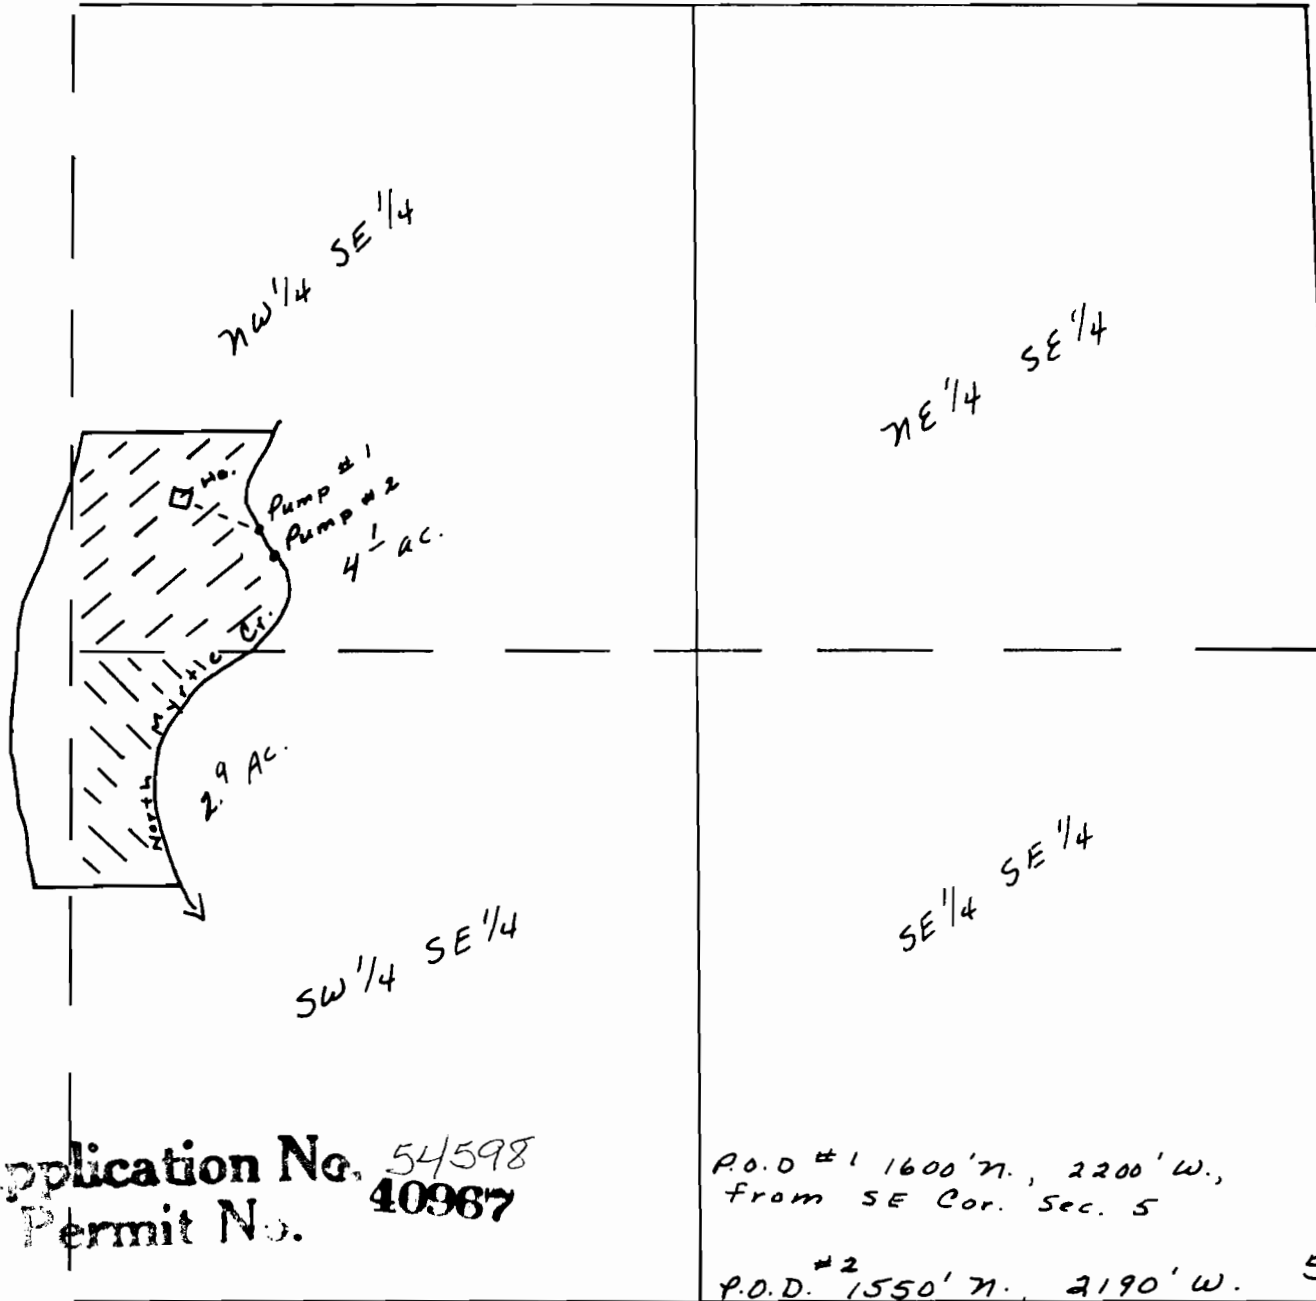 NW 1/4 SE 1/4
NE 1/4 SE 1/4
Ho.
Pump #1
Pump #2
4.1 ac.
North Myrtle Cr.
2.9 Ac.
SW 1/4 SE 1/4
SE 1/4 SE 1/4
pplication No. 54598
Permit No. 40967
P.O.D #1 1600' N., 2200' W.,
from SE Cor. Sec. 5
P.O.D. #2 1550' N., 2190' W.
5